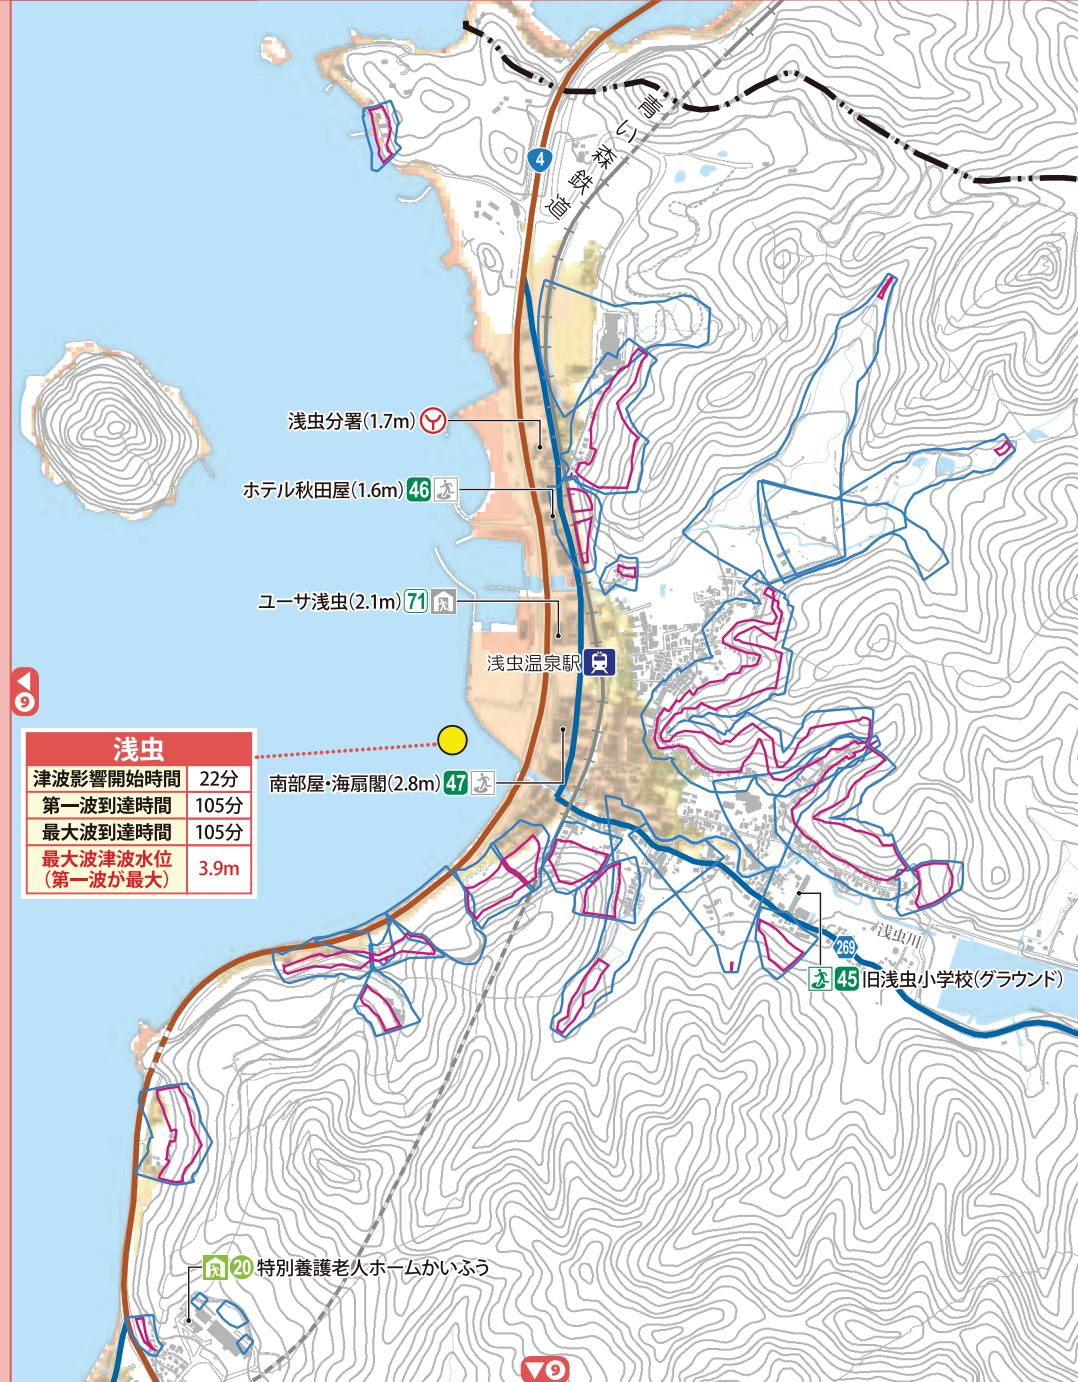 青い森鉄道
4
浅虫分署(1.7m)
ホテル秋田屋(1.6m) 46
ユーサ浅虫(2.1m) 71
浅虫温泉駅
9
浅虫
津波影響開始時間 22分
第一波到達時間 105分
最大波到達時間 105分
最大波津波水位
(第一波が最大) 3.9m
南部屋・海扇閣(2.8m) 47
浅虫川
269
45 旧浅虫小学校(グラウンド)
20 特別養護老人ホームかいふう
9